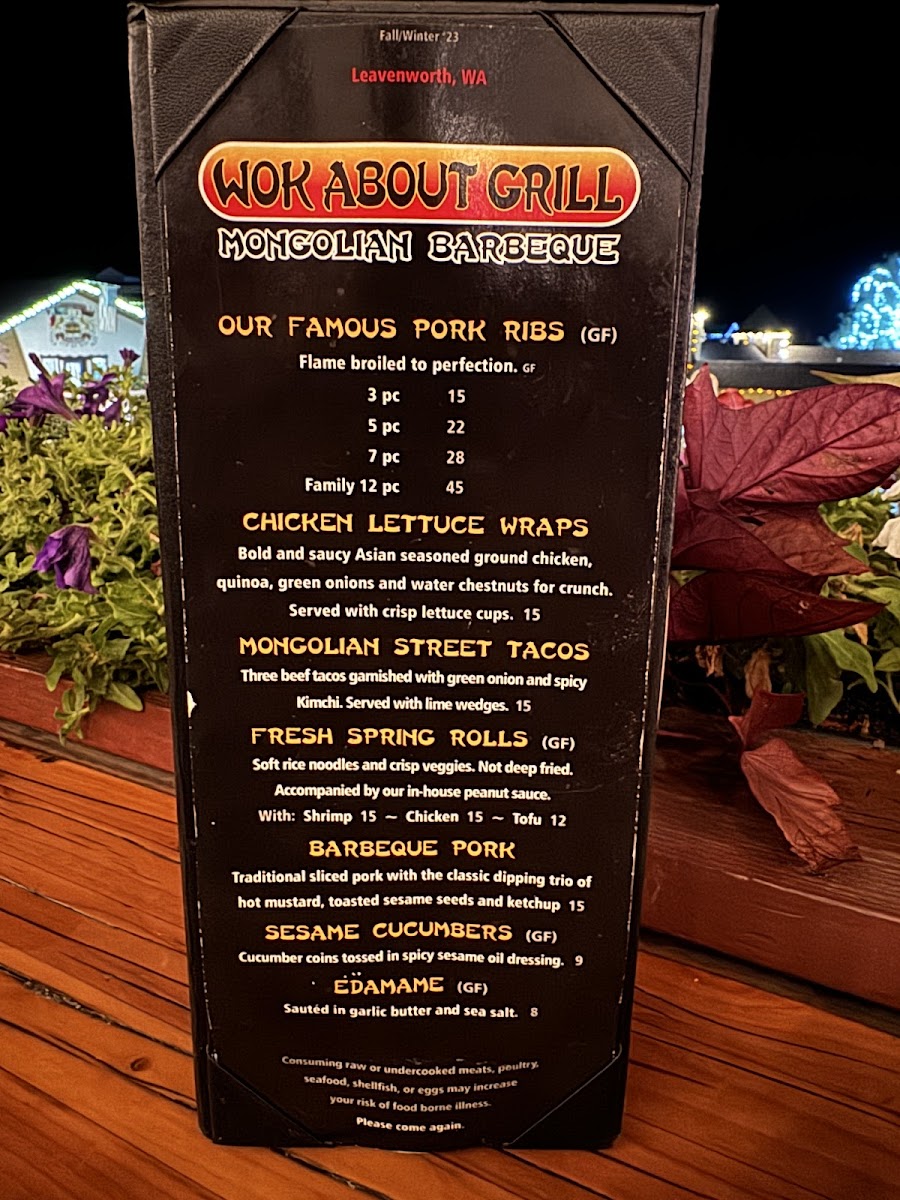 Fall/Winter '23
Leavenworth, WA
WOK ABOUT GRILL
MONGOLIAN BARBEQUE
OUR FAMOUS PORK RIBS (GF)
Flame broiled to perfection. GF
3 pc 15
5 pc 22
7 pc 28
Family 12 pc 45
CHICKEN LETTUCE WRAPS
Bold and saucy Asian seasoned ground chicken,
quinoa, green onions and water chestnuts for crunch.
Served with crisp lettuce cups. 15
MONGOLIAN STREET TACOS
Three beef tacos garnished with green onion and spicy
Kimchi. Served with lime wedges. 15
FRESH SPRING ROLLS (GF)
Soft rice noodles and crisp veggies. Not deep fried.
Accompanied by our in-house peanut sauce.
With: Shrimp 15 ~ Chicken 15 ~ Tofu 12
BARBEQUE PORK
Traditional sliced pork with the classic dipping trio of
hot mustard, toasted sesame seeds and ketchup 15
SESAME CUCUMBERS (GF)
Cucumber coins tossed in spicy sesame oil dressing. 9
EDAMAME (GF)
Sautéd in garlic butter and sea salt. 8
Consuming raw or undercooked meats, poultry,
seafood, shellfish, or eggs may increase
your risk of food borne illness.
Please come again.